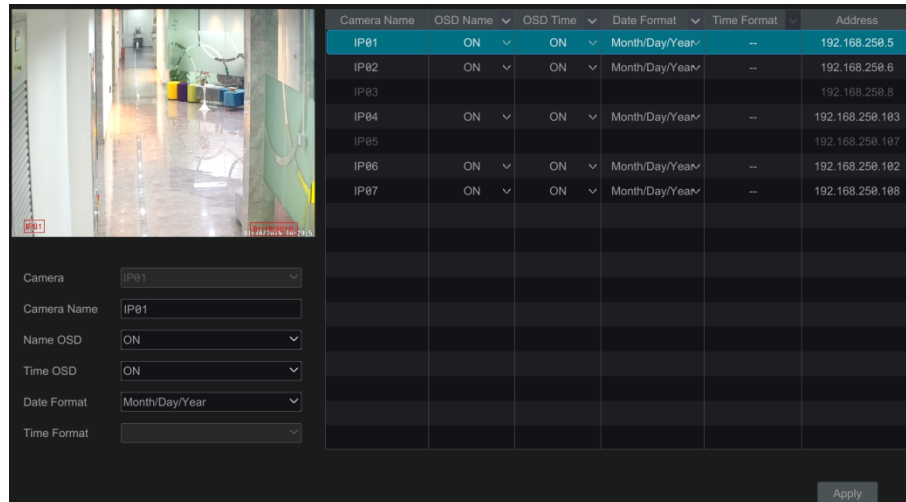 Camera Name OSD Name OSD Time Date Format Time Format Address
IP01 ON ON Month/Day/Year -- 192.168.250.5
IP02 ON ON Month/Day/Year -- 192.168.250.6
IP03 192.168.250.8
IP04 ON ON Month/Day/Year -- 192.168.250.103
IP05 192.168.250.107
IP06 ON ON Month/Day/Year -- 192.168.250.102
IP07 ON ON Month/Day/Year -- 192.168.250.108
IP01
Camera IP01
Camera Name IP01
Name OSD ON
Time OSD ON
Date Format Month/Day/Year
Time Format
Apply